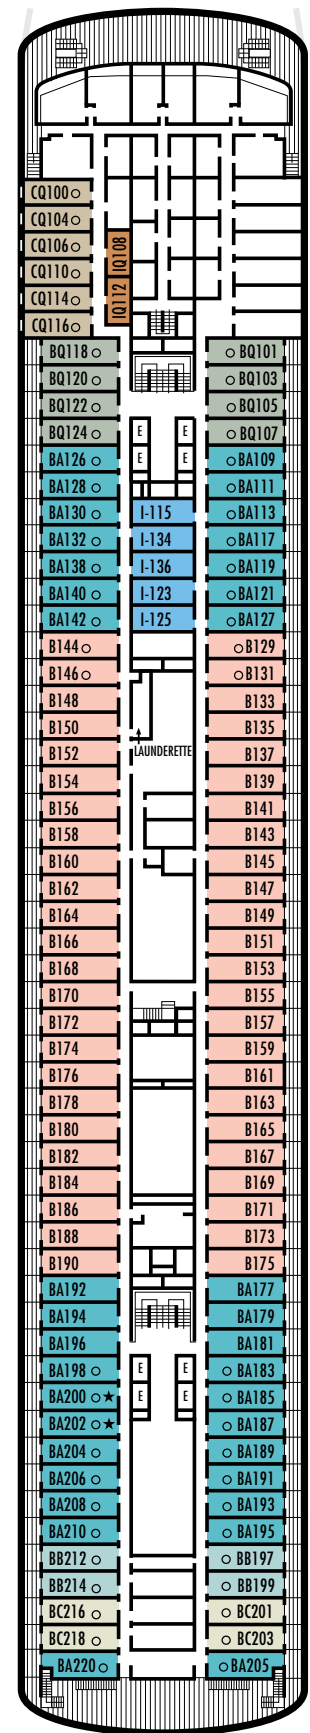 CQ100
CQ104
CQ106
CQ110
CQ114
CQ116
IQ108
IQ112
BQ118 BQ101
BQ120 BQ103
BQ122 BQ105
BQ124 E E BQ107
BA126 E E BA109
BA128 BA111
BA130 I-115 BA113
BA132 I-134 BA117
BA138 I-136 BA119
BA140 I-123 BA121
BA142 I-125 BA127
B144 B129
B146 B131
B148 B133
B150 B135
B152 LAUNDERETTE B137
B154 B139
B156 B141
B158 B143
B160 B145
B162 B147
B164 B149
B166 B151
B168 B153
B170 B155
B172 B157
B174 B159
B176 B161
B178 B163
B180 B165
B182 B167
B184 B169
B186 B171
B188 B173
B190 B175
BA192 BA177
BA194 BA179
BA196 BA181
BA198 E E BA183
BA200 ★ E E BA185
BA202 ★ BA187
BA204 BA189
BA206 BA191
BA208 BA193
BA210 BA195
BB212 BB197
BB214 BB199
BC216 BC201
BC218 BC203
BA220 BA205